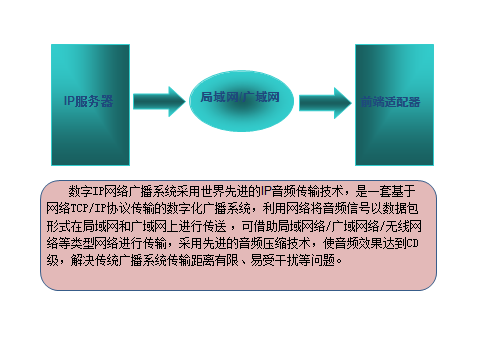 IP服务器
局域网/广域网
前端适配器
数字IP网络广播系统采用世界先进的IP音频传输技术，是一套基于
网络TCP/IP协议传输的数字化广播系统，利用网络将音频信号以数据包
形式在局域网和广域网上进行传送 ，可借助局域网络/广域网络/无线网
络等类型网络进行传输，采用先进的音频压缩技术，使音频效果达到CD
级，解决传统广播系统传输距离有限、易受干扰等问题。